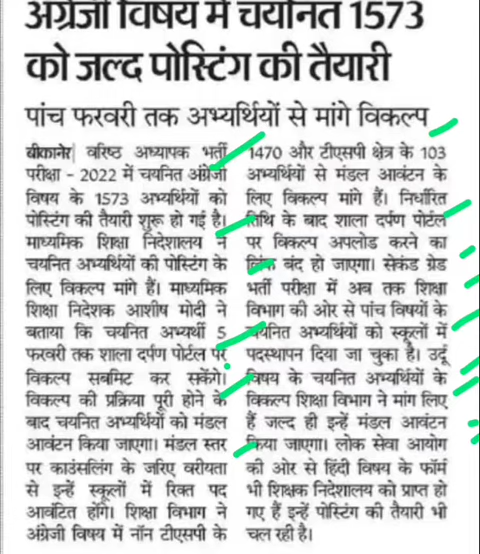 अंग्रेजी विषय में चयनित 1573
को जल्द पोस्टिंग की तैयारी
पांच फरवरी तक अभ्यर्थियों से मांगे विकल्प
बीकानेर| वरिष्ठ अध्यापक भर्ती
परीक्षा - 2022 में चयनित अंग्रेजी
विषय के 1573 अभ्यर्थियों को
पोस्टिंग की तैयारी शुरू हो गई है।
माध्यमिक शिक्षा निदेशालय ने
चयनित अभ्यर्थियों की पोस्टिंग के
लिए विकल्प मांगे हैं। माध्यमिक
शिक्षा निदेशक आशीष मोदी ने
बताया कि चयनित अभ्यर्थी 5
फरवरी तक शाला दर्पण पोर्टल पर
विकल्प सबमिट कर सकेंगे।
विकल्प की प्रक्रिया पूरी होने के
बाद चयनित अभ्यर्थियों को मंडल
आवंटन किया जाएगा। मंडल स्तर
पर काउंसलिंग के जरिए वरीयता
से इन्हें स्कूलों में रिक्त पद
आवंटित होंगे। शिक्षा विभाग ने
अंग्रेजी विषय में नॉन टीएसपी के
1470 और टीएसपी क्षेत्र के 103
अभ्यर्थियों से मंडल आवंटन के
लिए विकल्प मांगे हैं। निर्धारित
तिथि के बाद शाला दर्पण पोर्टल
पर विकल्प अपलोड करने का
लिंक बंद हो जाएगा। सेकंड ग्रेड
भर्ती परीक्षा में अब तक शिक्षा
विभाग की ओर से पांच विषयों के
चयनित अभ्यर्थियों को स्कूलों में
पदस्थापन दिया जा चुका है। उर्दू
विषय के चयनित अभ्यर्थियों के
विकल्प शिक्षा विभाग ने मांग लिए
हैं जल्द ही इन्हें मंडल आवंटन
किया जाएगा। लोक सेवा आयोग
की ओर से हिंदी विषय के फॉर्म
भी शिक्षक निदेशालय को प्राप्त हो
गए हैं इन्हें पोस्टिंग की तैयारी भी
चल रही है।